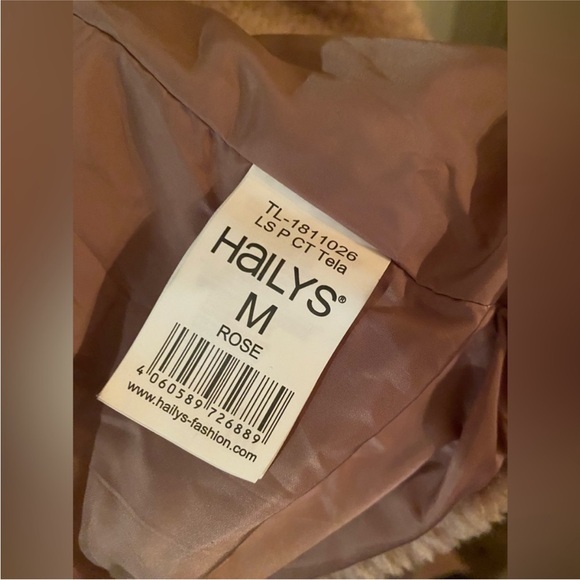 TL-1811026
LS P CT Tela
HaiLYS®
M
ROSE
4 060589 726889
www.hailys-fashion.com